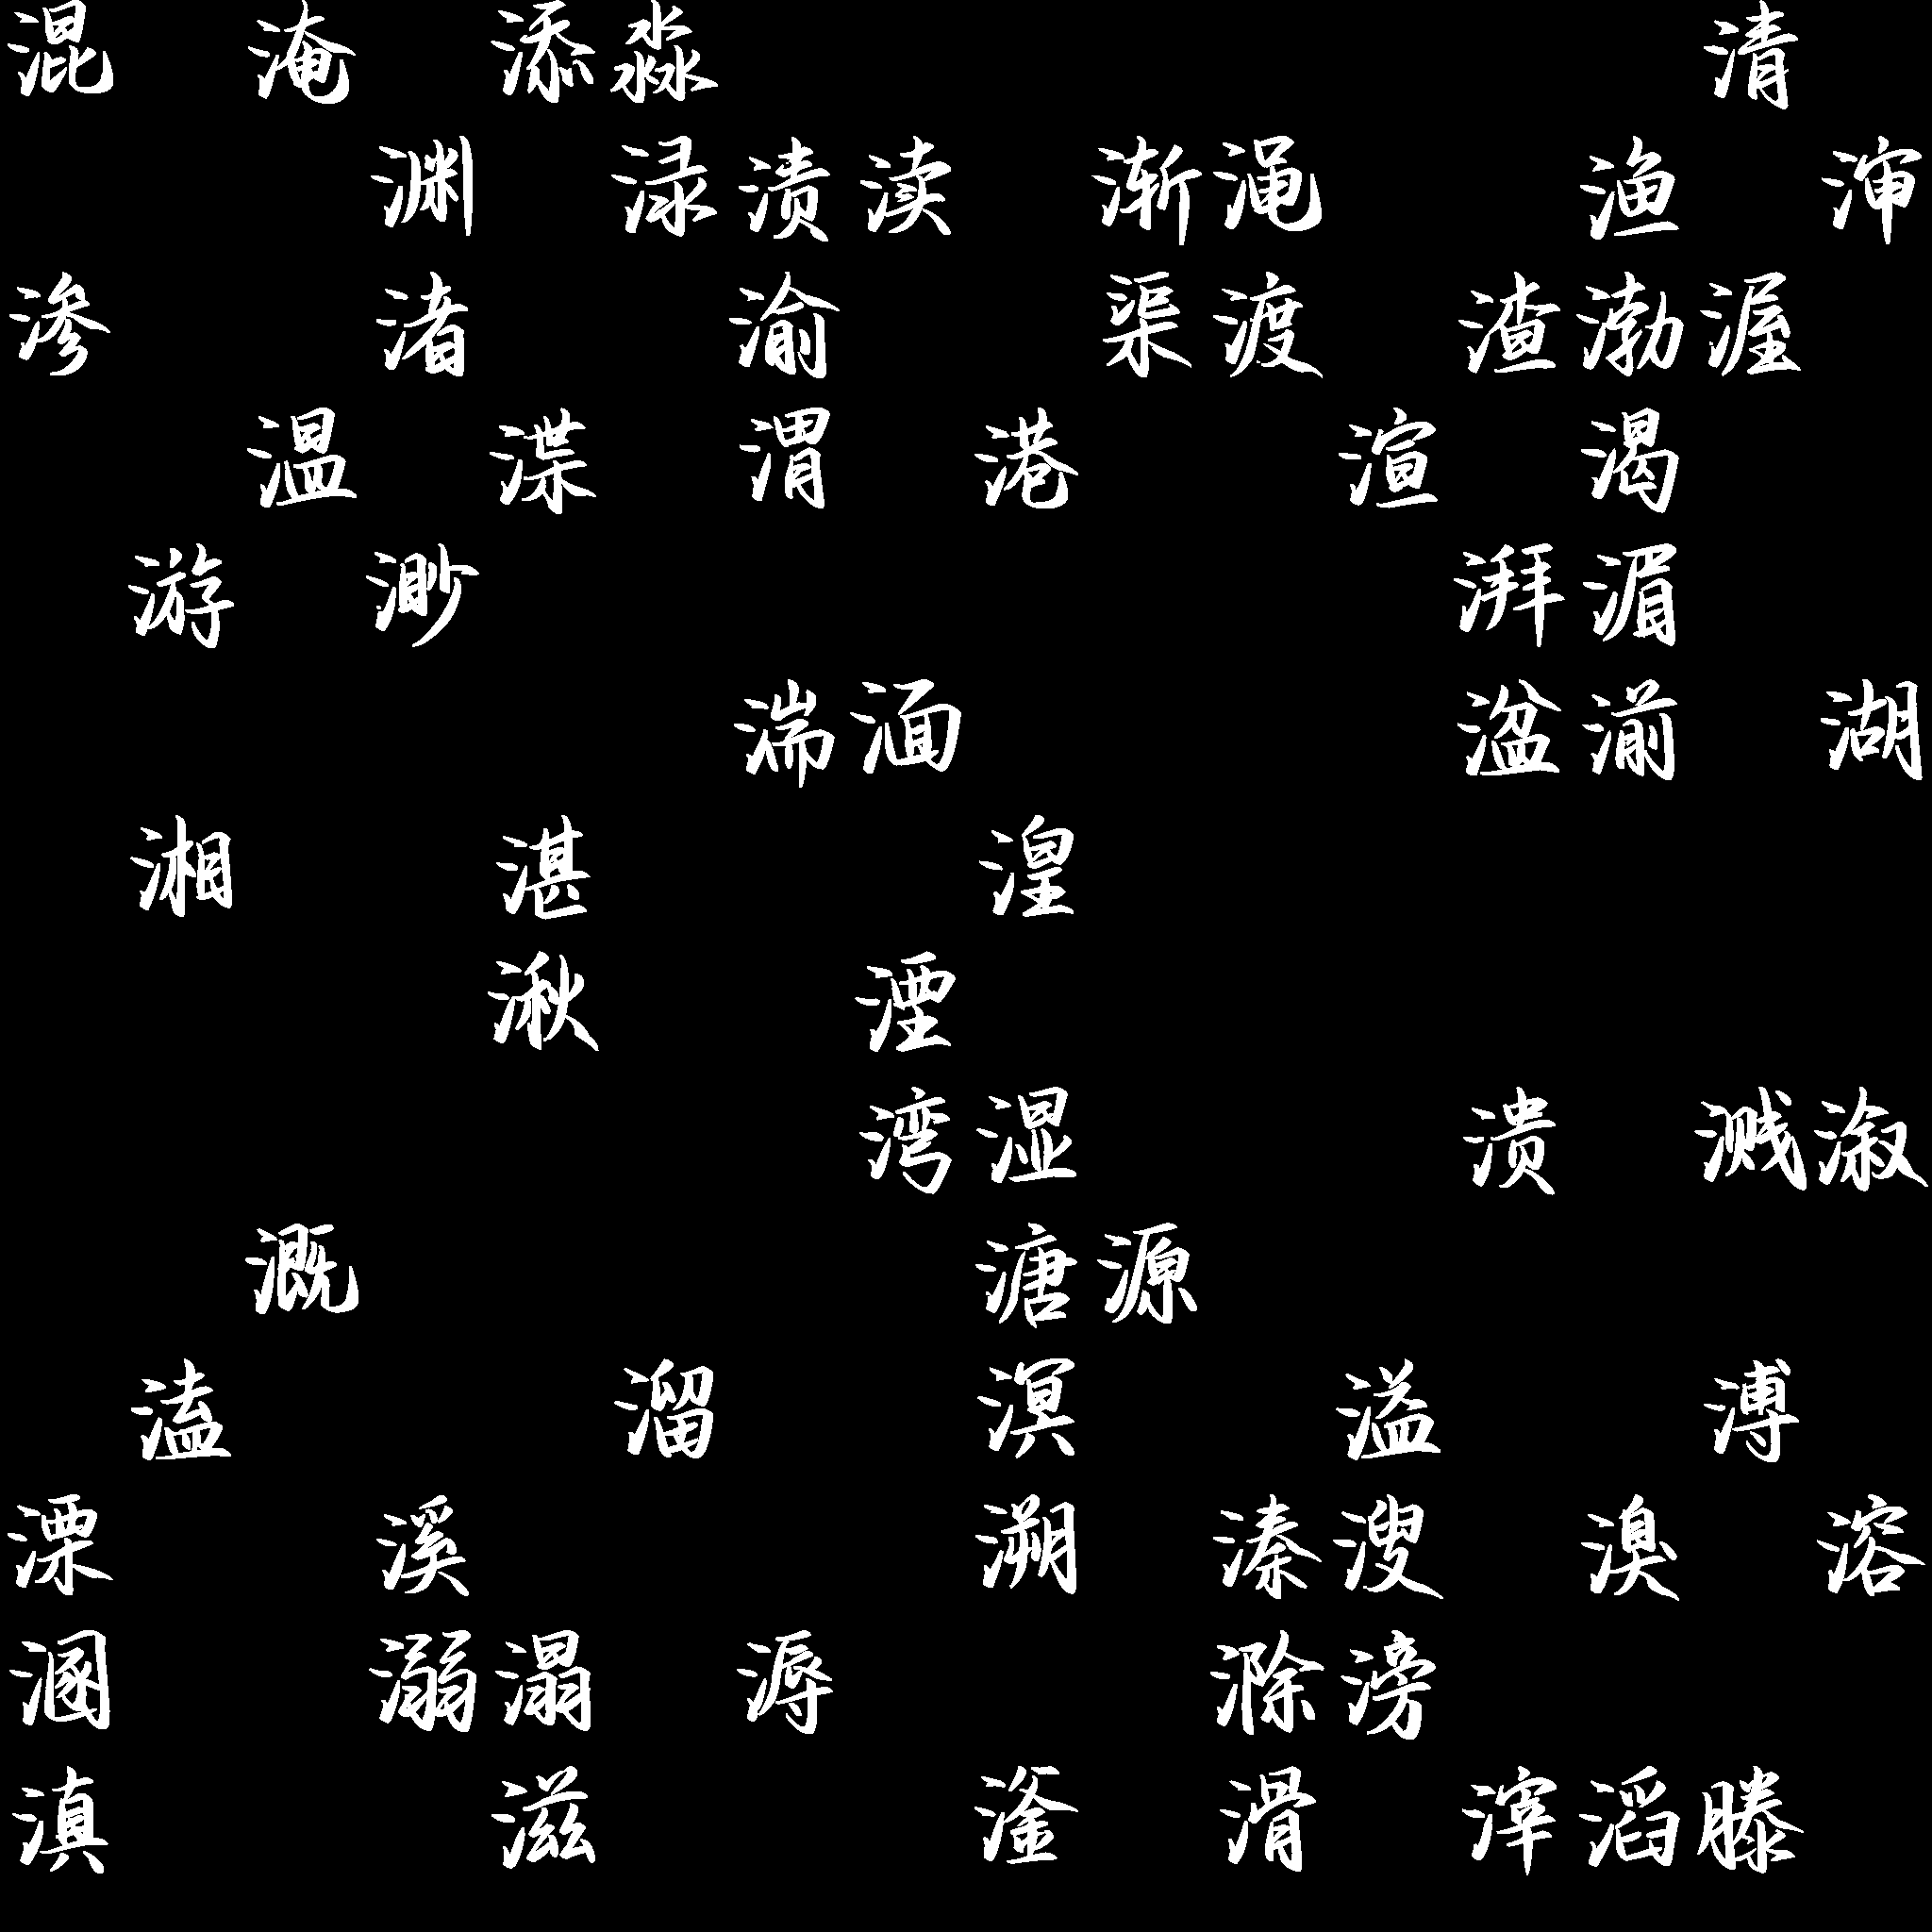 混 淹 添淼 清
渊 渌渍渎 渐渑 渔 渖
渗 渚 渝 渠渡 渣渤渥
温 渫 渭 港 渲 渴
游 渺 湃湄
湍湎 湓湔 湖
湘 湛 湟
湫 湮
湾湿 溃 溅溆
溉 溏源
溘 溜 溟 溢 溥
溧 溪 溯 溱溲 溴 溶
溷 溺溻 溽 滁滂
滇 滋 滏 滑 滓滔滕